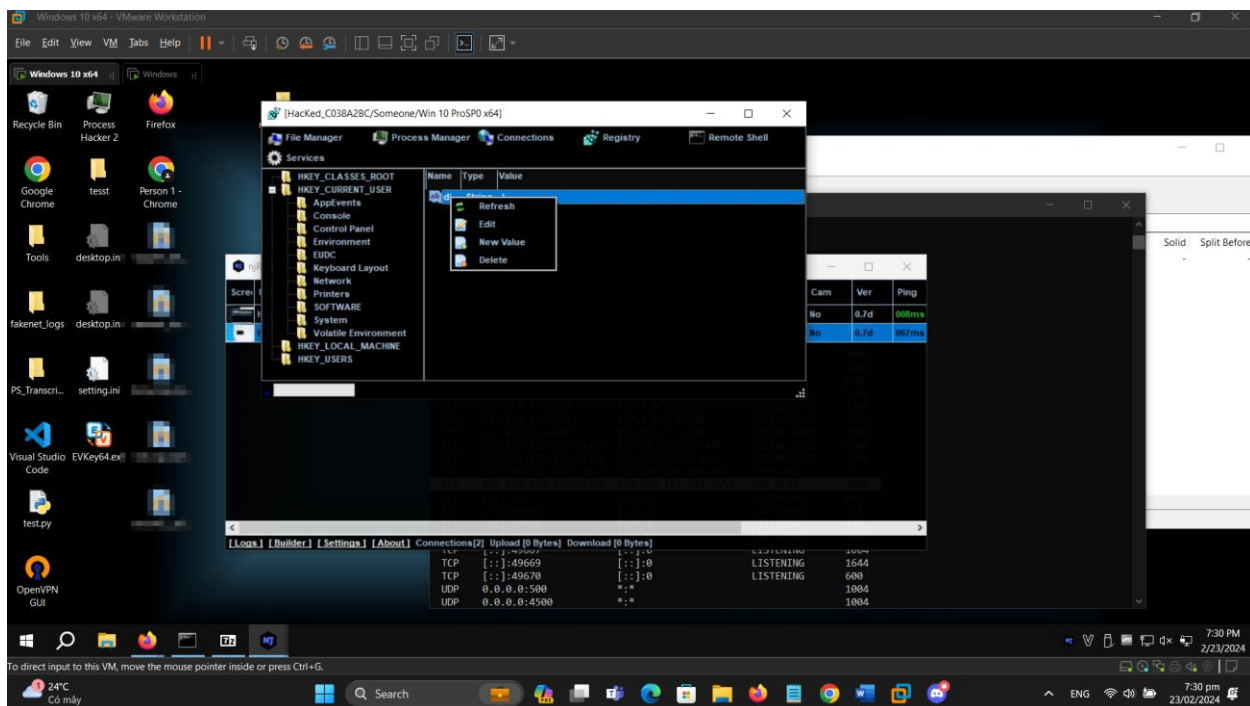 Windows 10 x64 - VMware Workstation
File Edit View VM Tabs Help
Windows 10 x64
Windows
Recycle Bin
Process Hacker 2
Firefox
Google Chrome
tesst
Person 1 - Chrome
Tools
desktop.in
fakenet_logs
desktop.in
PS_Transcri...
setting.ini
Visual Studio Code
EVKey64.ex
test.py
OpenVPN GUI
[HacKed_C038A2BC/Someone/Win 10 ProSP0 x64]
File Manager
Process Manager
Connections
Registry
Remote Shell
Services
HKEY_CLASSES_ROOT
HKEY_CURRENT_USER
AppEvents
Console
Control Panel
Environment
EUDC
Keyboard Layout
Network
Printers
SOFTWARE
System
Volatile Environment
HKEY_LOCAL_MACHINE
HKEY_USERS
Name Type Value
Refresh
Edit
New Value
Delete
Cam Ver Ping
No 0.7d 008ms
No 0.7d 067ms
Solid Split Before
[Logs] [Builder] [Settings] [About] Connections[2] Upload [0 Bytes] Download [0 Bytes]
TCP [::]:49669 [::]:0 LISTENING 1644
TCP [::]:49670 [::]:0 LISTENING 600
UDP 0.0.0.0:500 *:* 1004
UDP 0.0.0.0:4500 *:* 1004
7:30 PM
2/23/2024
To direct input to this VM, move the mouse pointer inside or press Ctrl+G.
24°C
Có mây
Search
ENG
7:30 pm
23/02/2024